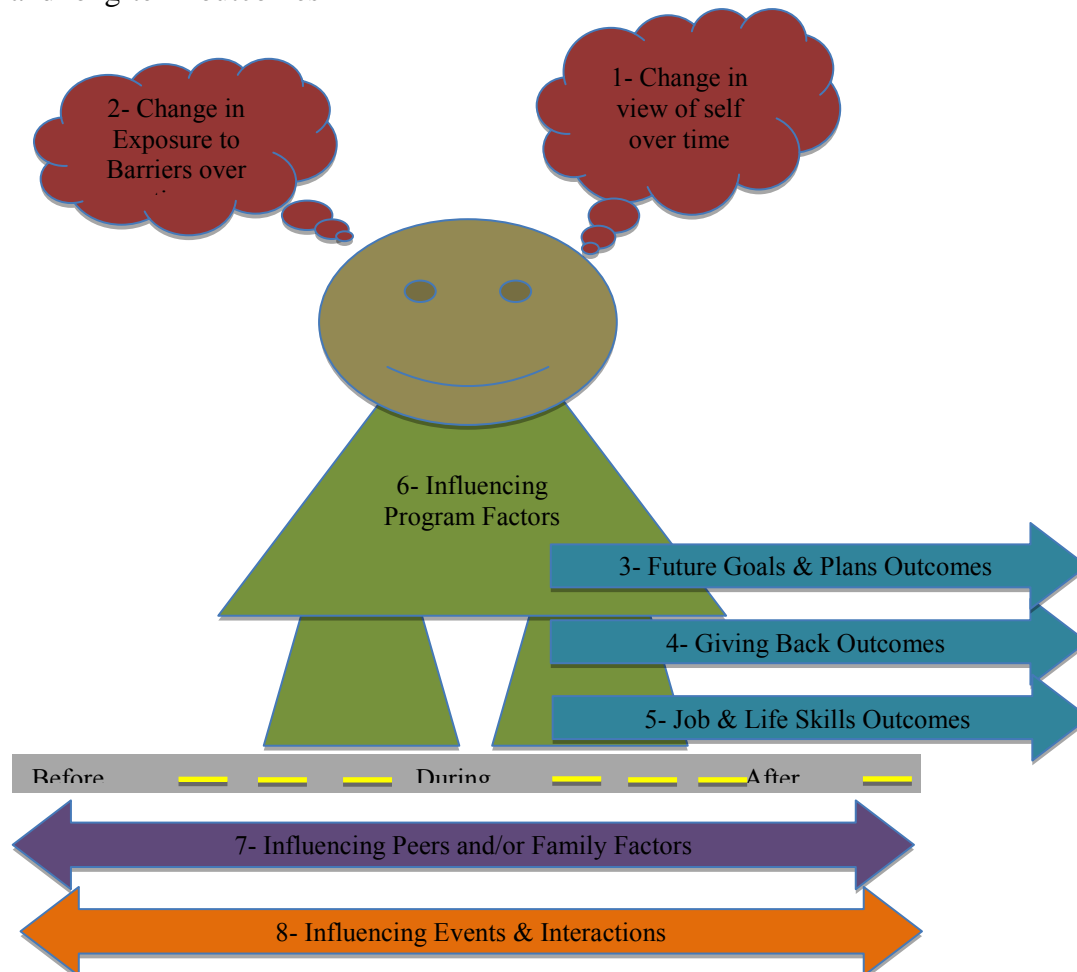 2- Change in
Exposure to
Barriers over
1- Change in
view of self
over time
6- Influencing
Program Factors
3- Future Goals & Plans Outcomes
4- Giving Back Outcomes
5- Job & Life Skills Outcomes
Before During After
7- Influencing Peers and/or Family Factors
8- Influencing Events & Interactions